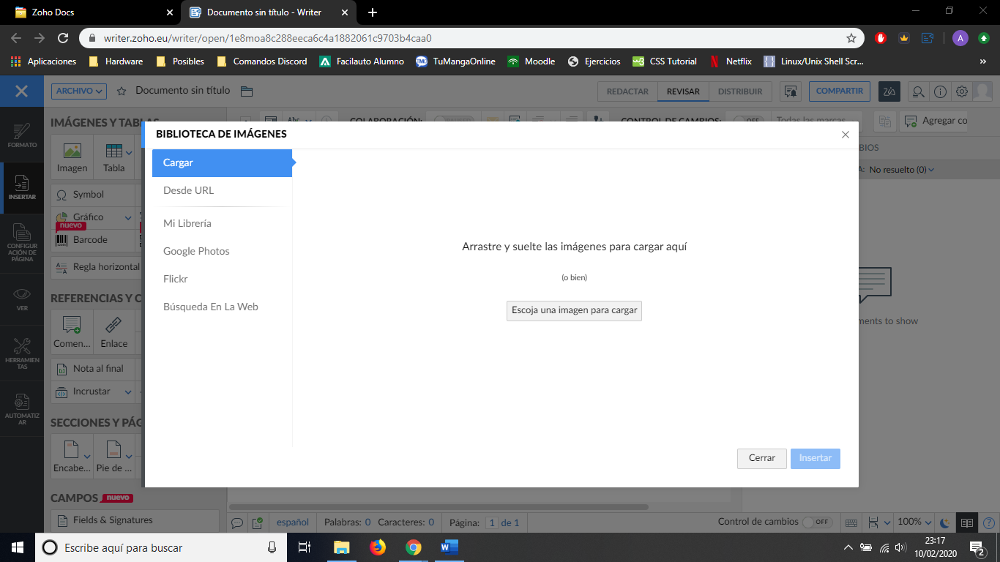 Zoho Docs
Documento sin título - Writer
writer.zoho.eu/writer/open/1e8moa8c288eeca6c4a1882061c9703b4caa0
A
Aplicaciones
Hardware
Posibles
Comandos Discord
Facilauto Alumno
TuMangaOnline
Moodle
Ejercicios
CSS Tutorial
Netflix
Linux/Unix Shell Scr...
»
ARCHIVO
Documento sin título
REDACTAR
REVISAR
DISTRIBUIR
COMPARTIR
FORMATO
INSERTAR
CONFIGUR
ACIÓN DE
PÁGINA
VER
HERRAMIEN
TAS
AUTOMATIZ
AR
IMÁGENES Y TABLAS
Imagen
Tabla
Symbol
Gráfico
nuevo
Barcode
Regla horizontal
REFERENCIAS Y C
Comen...
Enlace
Nota al final
Incrustar
SECCIONES Y PÁG
Encabe...
Pie de ...
CAMPOS nuevo
Fields & Signatures
Abc
COLABORACIÓN:
CONTROL DE CAMBIOS:
OFF
Todas las marcas
Agregar co
BIOS
A: No resuelto (0)
ments to show
BIBLIOTECA DE IMÁGENES
Cargar
Desde URL
Mi Librería
Google Photos
Flickr
Búsqueda En La Web
Arrastre y suelte las imágenes para cargar aquí
(o bien)
Escoja una imagen para cargar
Cerrar
Insertar
español
Palabras: 0 Caracteres: 0
Página: 1 de 1
Control de cambios OFF
100%
Escribe aquí para buscar
23:17
10/02/2020
2